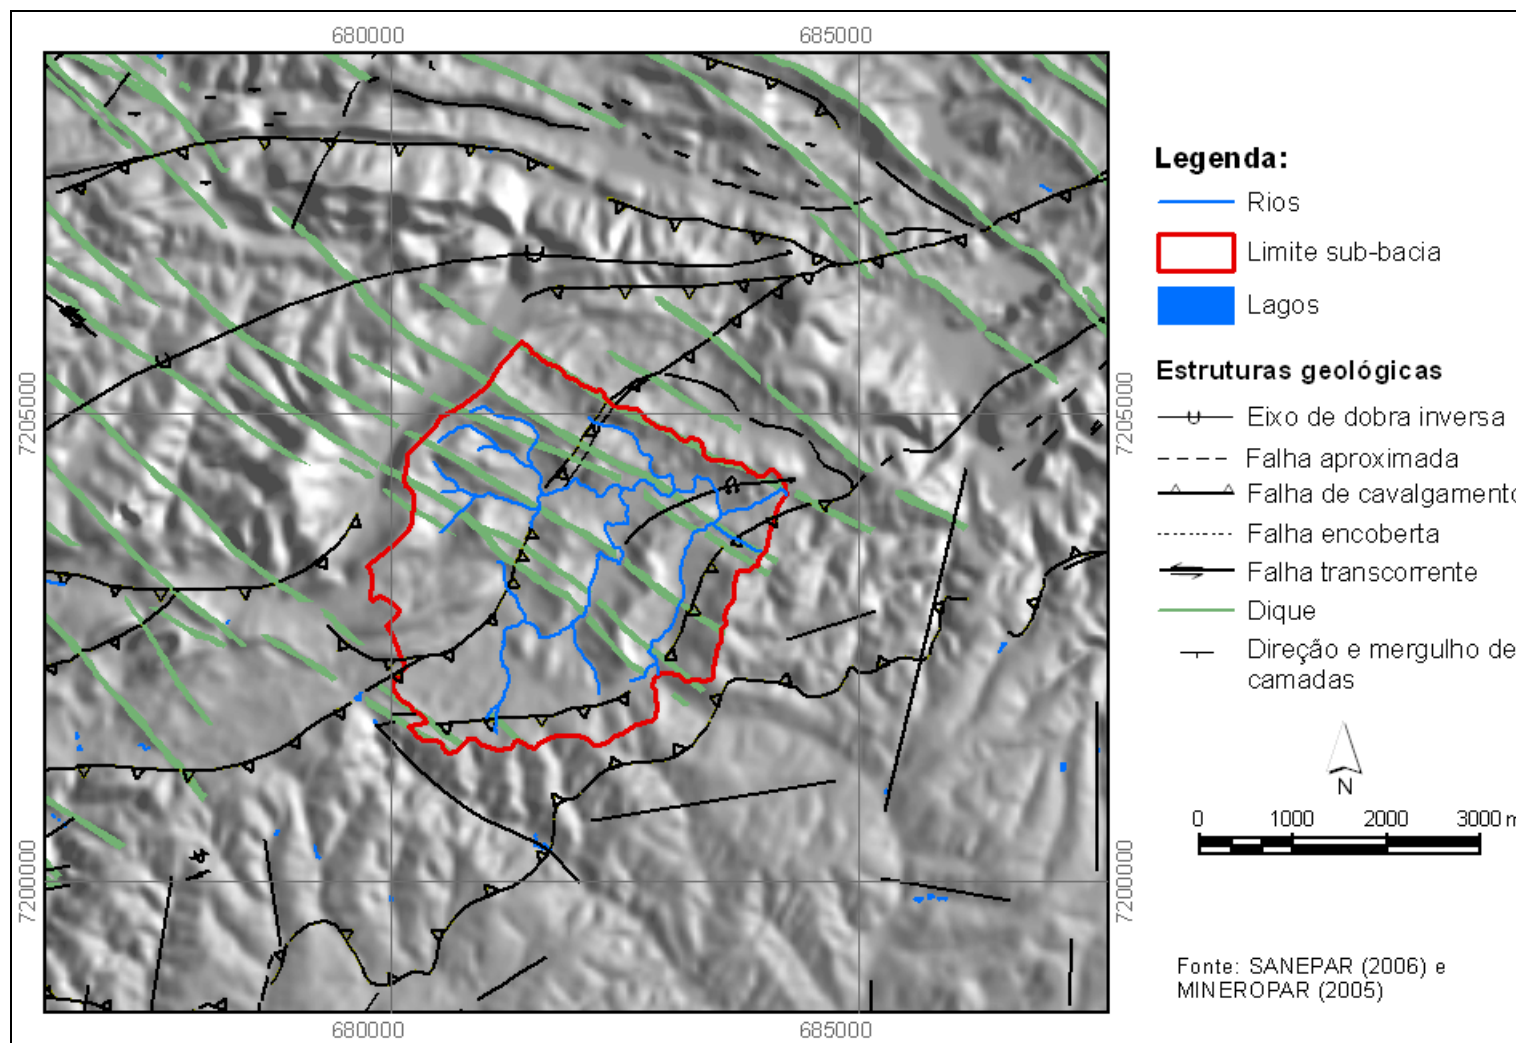 680000
685000
7205000
7205000
7200000
7200000
680000
685000
Legenda:
Rios
Limite sub-bacia
Lagos
Estruturas geológicas
Eixo de dobra inversa
Falha aproximada
Falha de cavalgamento
Falha encoberta
Falha transcorrente
Dique
Direção e mergulho de
camadas
N
0 1000 2000 3000 m
Fonte: SANEPAR (2006) e
MINEROPAR (2005)